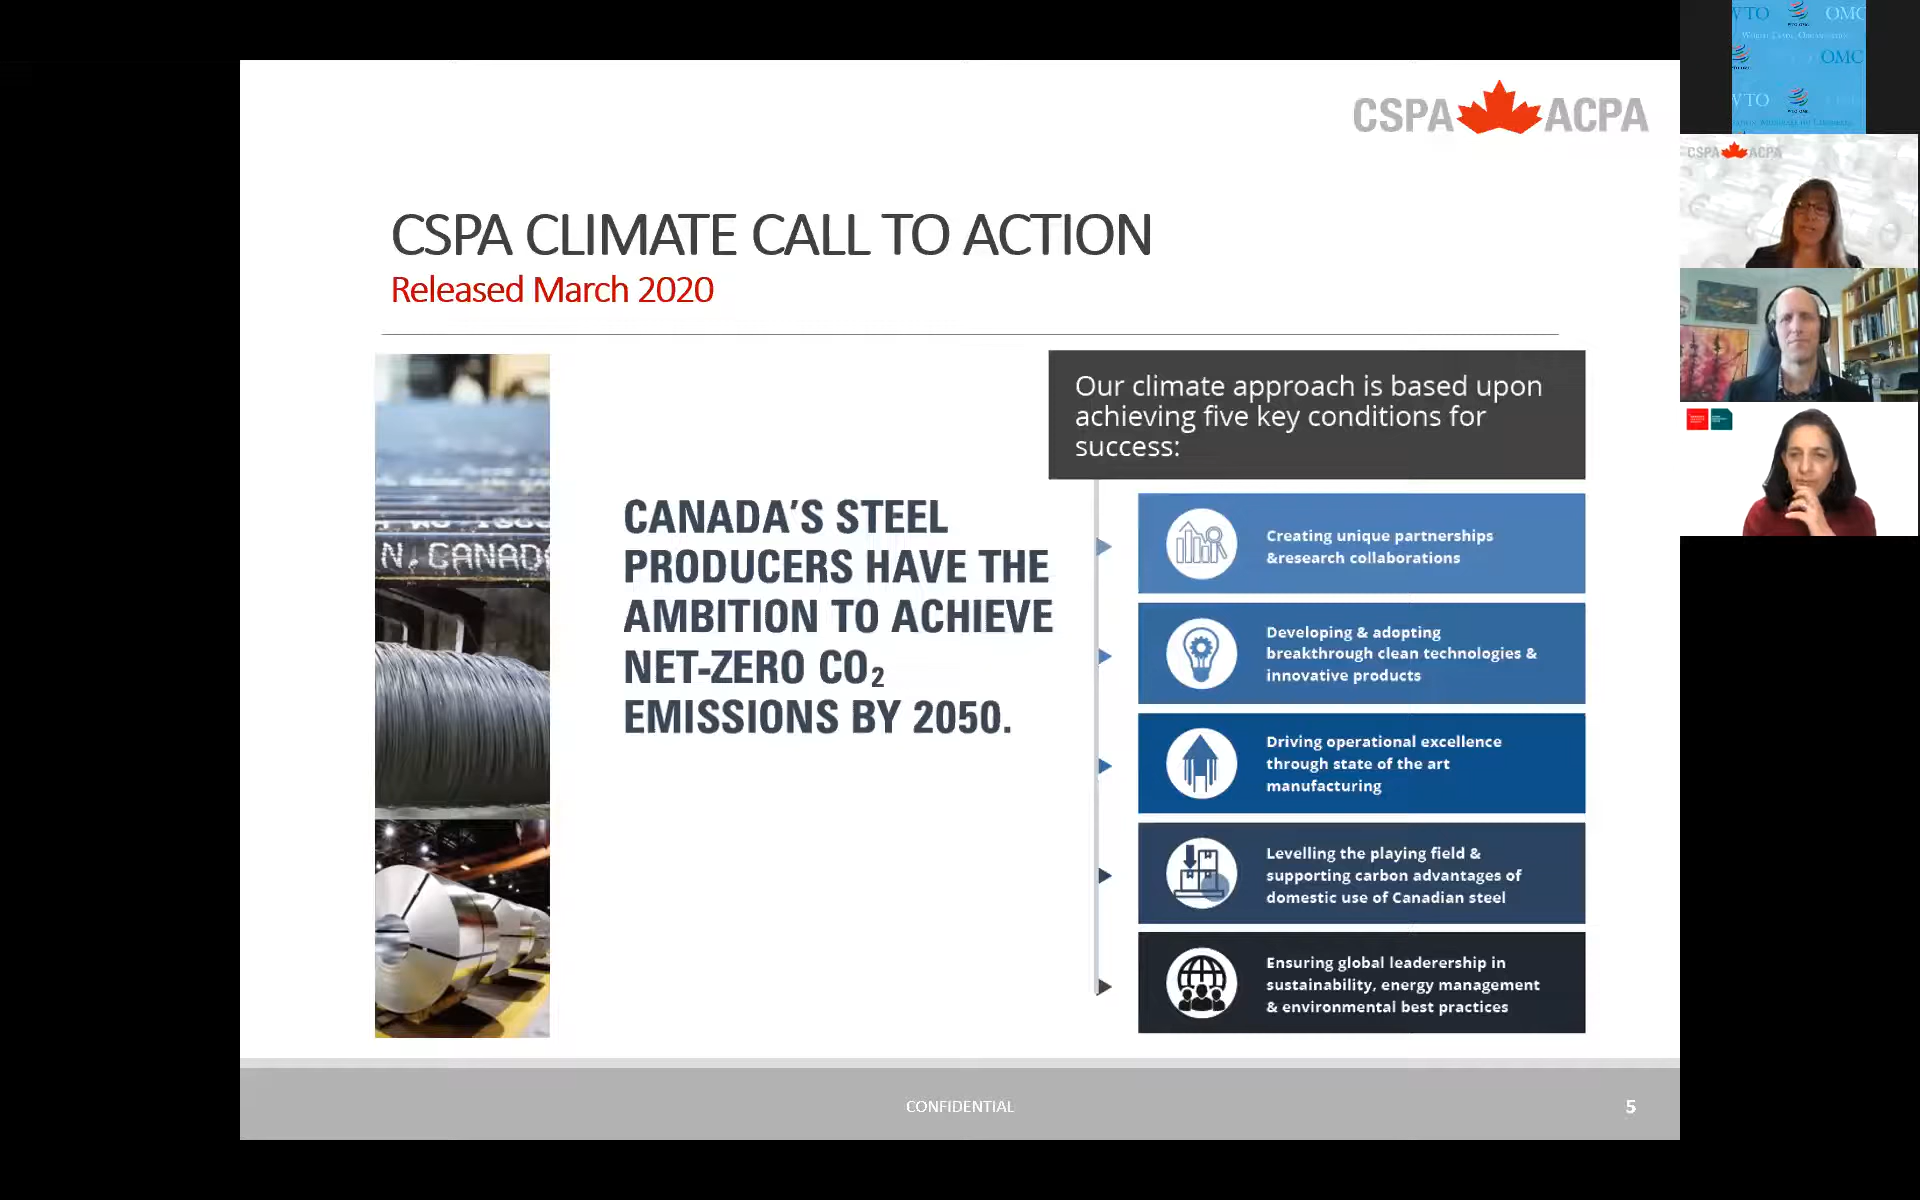 CSPA ACPA
CSPA CLIMATE CALL TO ACTION
Released March 2020
N, CANAD
CANADA'S STEEL
PRODUCERS HAVE THE
AMBITION TO ACHIEVE
NET-ZERO CO₂
EMISSIONS BY 2050.
Our climate approach is based upon
achieving five key conditions for
success:
Creating unique partnerships
&research collaborations
Developing & adopting
breakthrough clean technologies &
innovative products
Driving operational excellence
through state of the art
manufacturing
Levelling the playing field &
supporting carbon advantages of
domestic use of Canadian steel
Ensuring global leaderership in
sustainability, energy management
& environmental best practices
CONFIDENTIAL
5
WTO OMC
OMC
WTO
CSPA ACPA